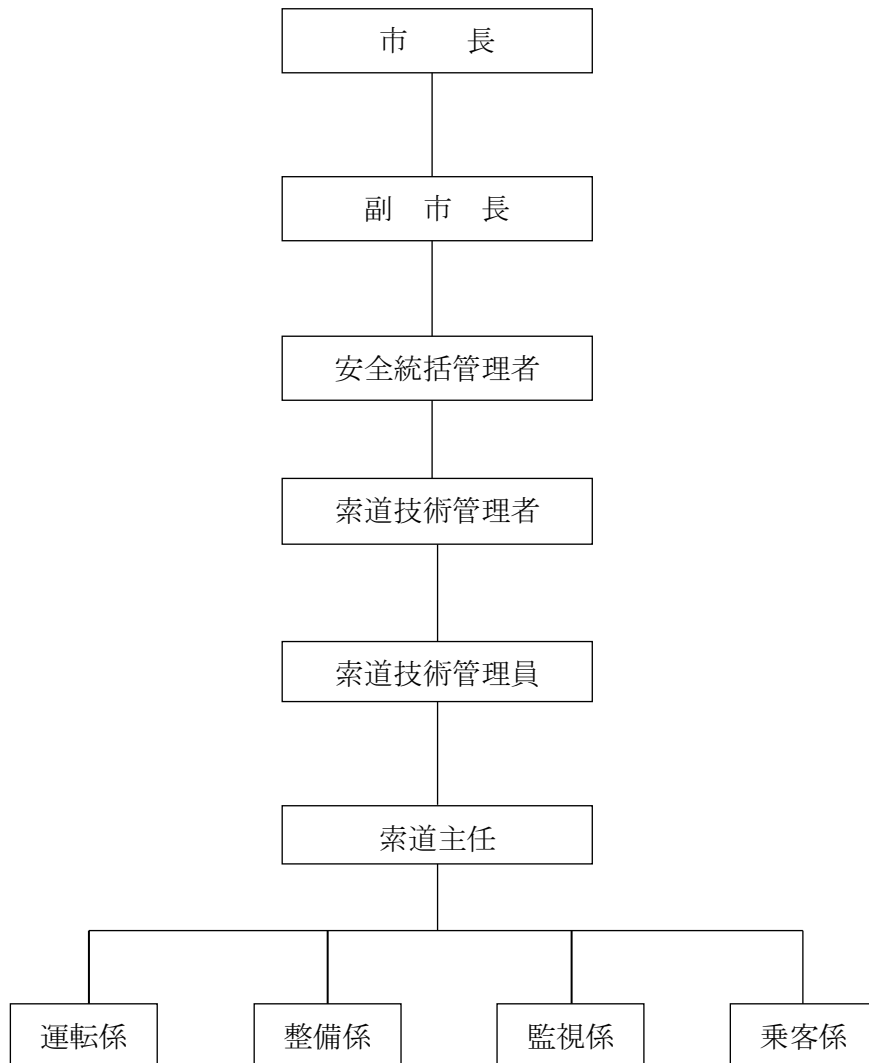 市　　長
副　市　長
安全統括管理者
索道技術管理者
索道技術管理員
索道主任
運転係　整備係　監視係　乗客係